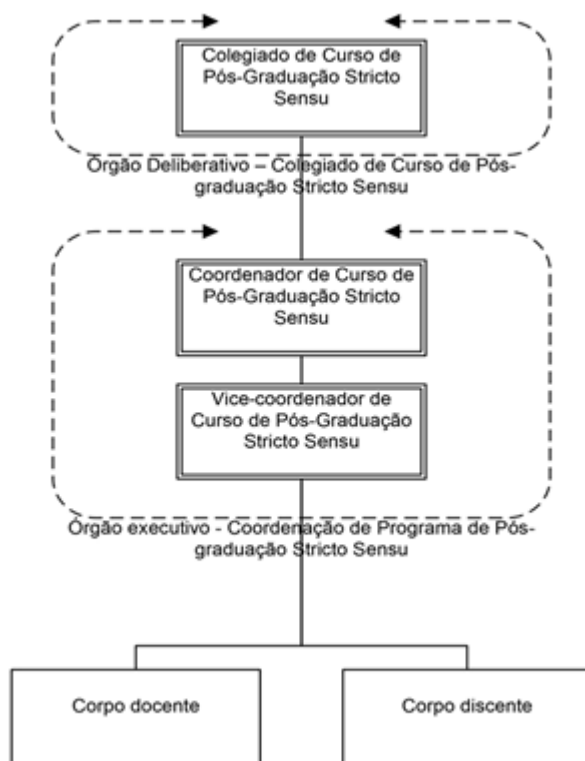 Colegiado de Curso de
Pós-Graduação Stricto
Sensu
Órgão Deliberativo – Colegiado de Curso de Pós-
graduação Stricto Sensu
Coordenador de Curso de
Pós-Graduação Stricto
Sensu
Vice-coordenador de
Curso de Pós-Graduação
Stricto Sensu
Órgão executivo - Coordenação de Programa de Pós-
graduação Stricto Sensu
Corpo docente
Corpo discente